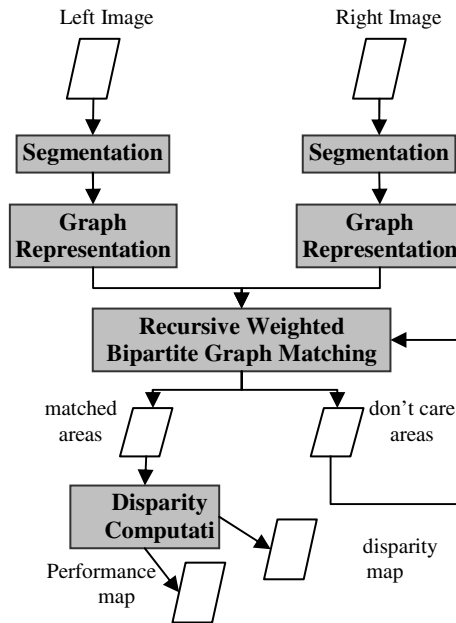 Left Image
Right Image
Segmentation
Segmentation
Graph
Representation
Graph
Representation
Recursive Weighted
Bipartite Graph Matching
matched
areas
don't care
areas
Disparity
Computati
disparity
map
Performance
map